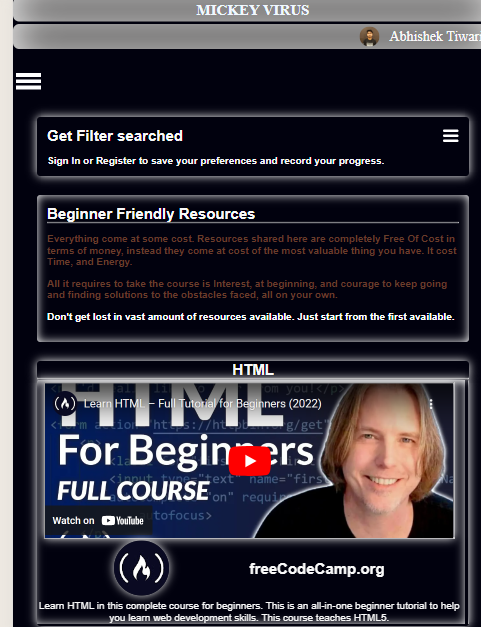 MICKEY VIRUS
Abhishek Tiwari
Get Filter searched
Sign In or Register to save your preferences and record your progress.
Beginner Friendly Resources
Everything come at some cost. Resources shared here are completely Free Of Cost in
terms of money, instead they come at cost of the most valuable thing you have. It cost
Time, and Energy.
All it requires to take the course is Interest, at beginning, and courage to keep going
and finding solutions to the obstacles faced, all on your own.
Don't get lost in vast amount of resources available. Just start from the first available.
HTML
Learn HTML – Full Tutorial for Beginners (2022)
HTML
For Beginners
FULL COURSE
Watch on YouTube
freeCodeCamp.org
Learn HTML in this complete course for beginners. This is an all-in-one beginner tutorial to help
you learn web development skills. This course teaches HTML5.